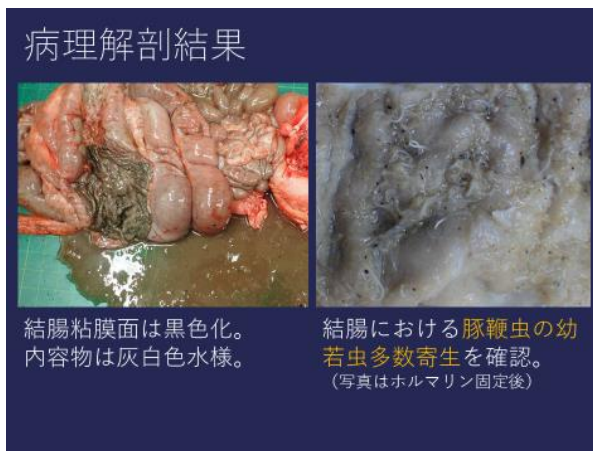 病理解剖結果
結腸粘膜面は黒色化。
内容物は灰白色水様。
結腸における豚鞭虫の幼
若虫多数寄生を確認。
（写真はホルマリン固定後）